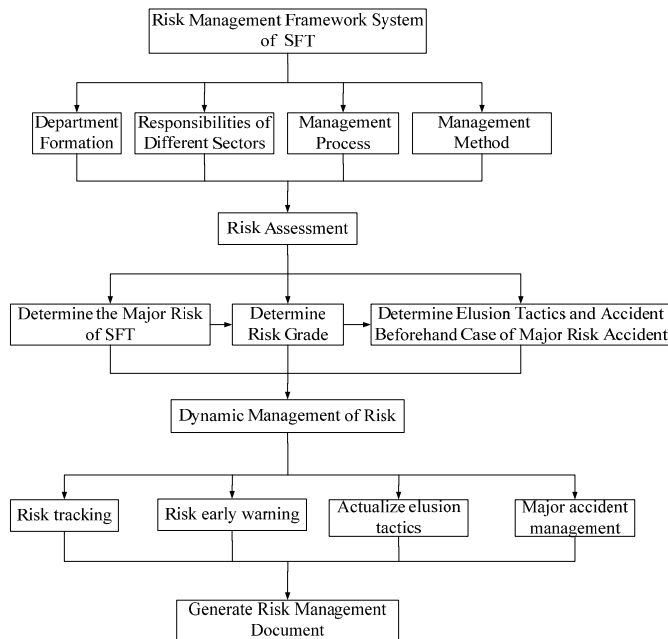 Risk Management Framework System
of SFT
Department
Formation
Responsibilities of
Different Sectors
Management
Process
Management
Method
Risk Assessment
Determine the Major Risk
of SFT
Determine
Risk Grade
Determine Elusion Tactics and Accident
Beforehand Case of Major Risk Accident
Dynamic Management of Risk
Risk tracking
Risk early warning
Actualize elusion
tactics
Major accident
management
Generate Risk Management
Document